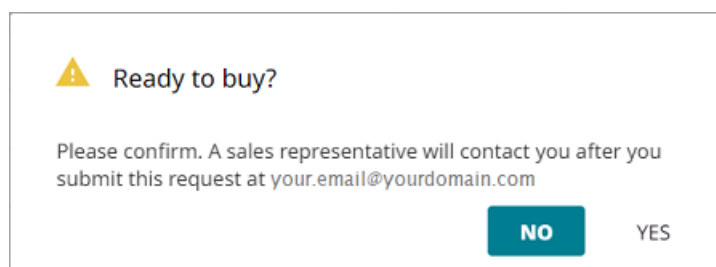 Ready to buy?
Please confirm. A sales representative will contact you after you
submit this request at your.email@yourdomain.com
NO YES